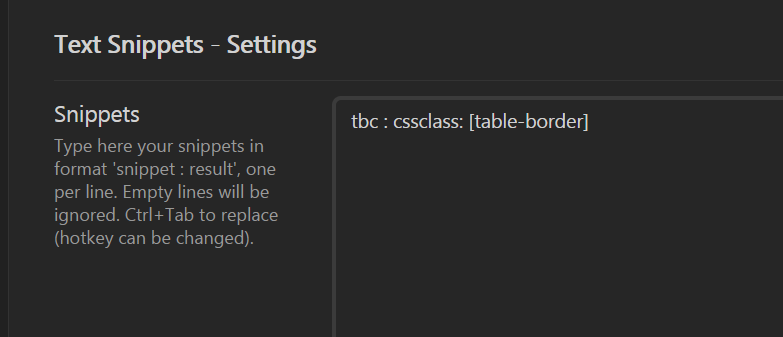 Text Snippets - Settings
Snippets
Type here your snippets in
format 'snippet : result', one
per line. Empty lines will be
ignored. Ctrl+Tab to replace
(hotkey can be changed).
tbc : cssclass: [table-border]